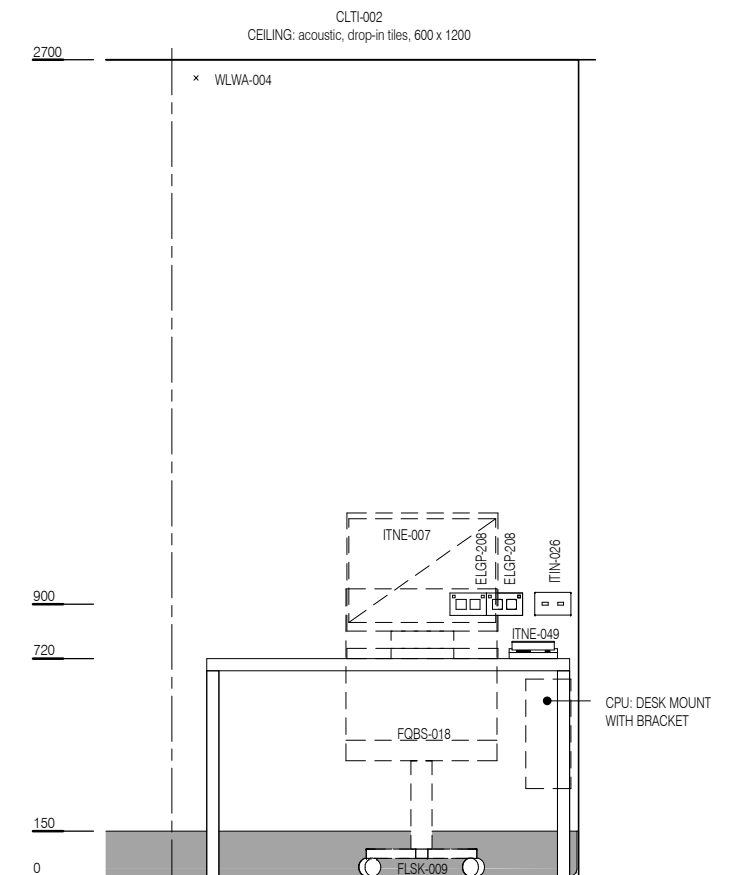 CLTI-002
CEILING: acoustic, drop-in tiles, 600 x 1200
2700
WLWA-004
ITNE-007
ELGP-208
ELGP-208
ITIN-026
900
ITNE-049
720
CPU: DESK MOUNT
WITH BRACKET
FQBS-018
150
0
FLSK-009